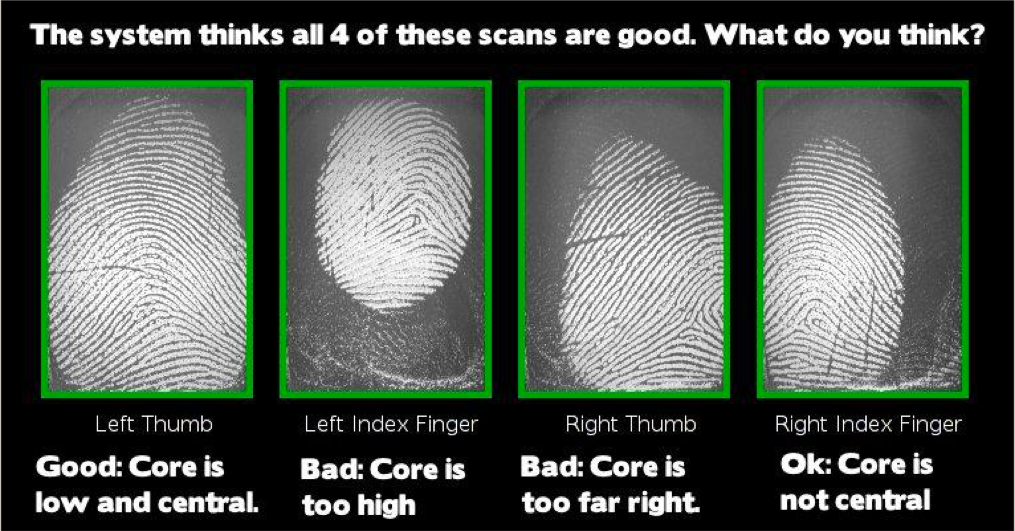 The system thinks all 4 of these scans are good. What do you think?
Left Thumb
Left Index Finger
Right Thumb
Right Index Finger
Good: Core is
low and central.
Bad: Core is
too high
Bad: Core is
too far right.
Ok: Core is
not central